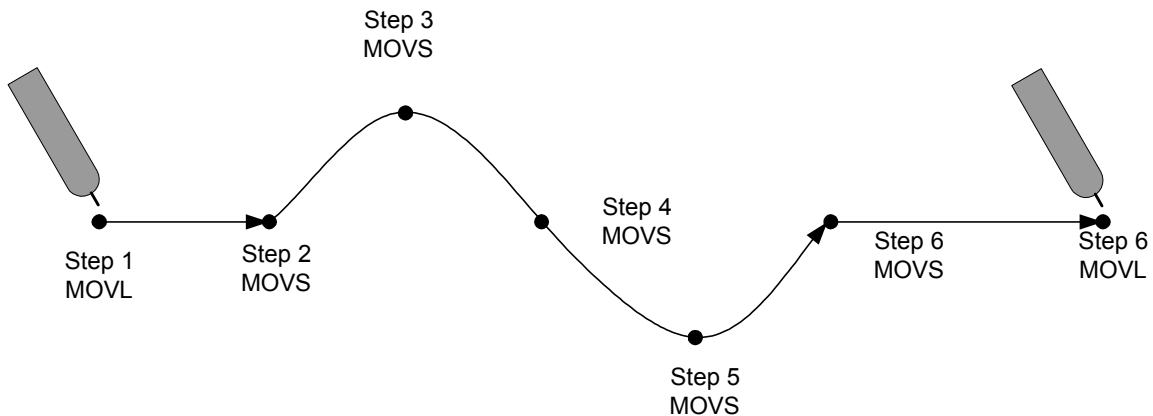 Step 3
MOVS
Step 4
MOVS
Step 1
MOVL
Step 2
MOVS
Step 6
MOVS
Step 6
MOVL
Step 5
MOVS